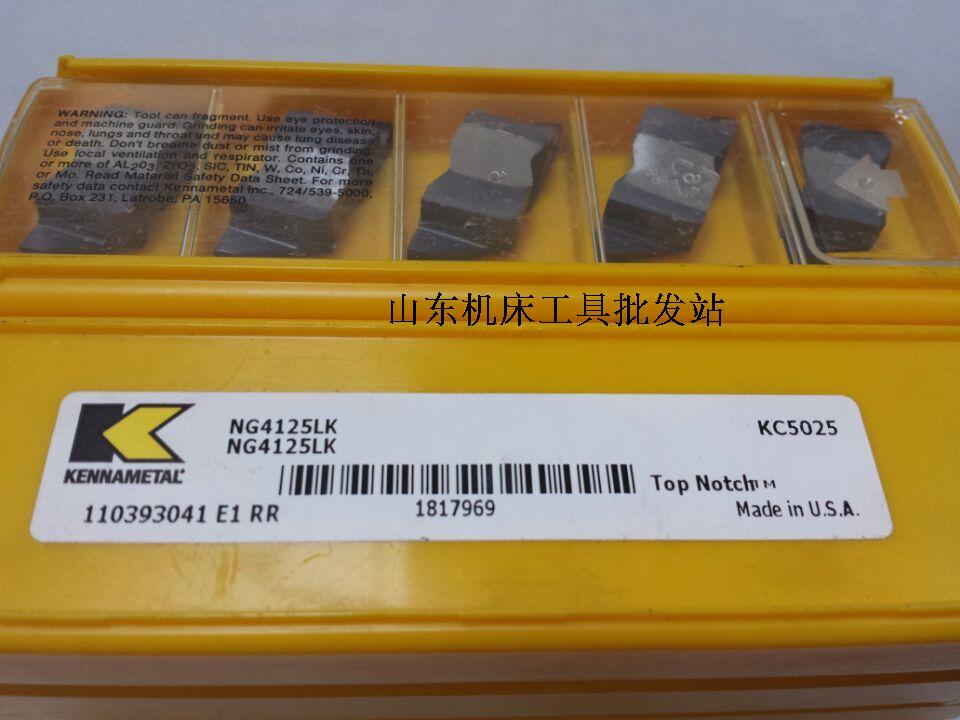 WARNING: Tool can fragment. Use eye protection
and machine guard. Grinding can irritate eyes, skin,
nose, lungs and throat and may cause lung disease
or death. Don't breathe dust or mist from grinding.
Use local ventilation and respirator. Contains one
or more of AL2O3, ZrO2, SIC, TIN, W, Co, Ni, Cr, Ta,
or Mo. Read Material Safety Data Sheet. For more
safety data contact Kennametal Inc., 724/539-5000,
P.O. Box 231, Latrobe, PA 15650
山东机床工具批发站
KENNAMETAL
NG4125LK
NG4125LK
KC5025
Top Notch™
110393041 E1 RR
1817969
Made in U.S.A.